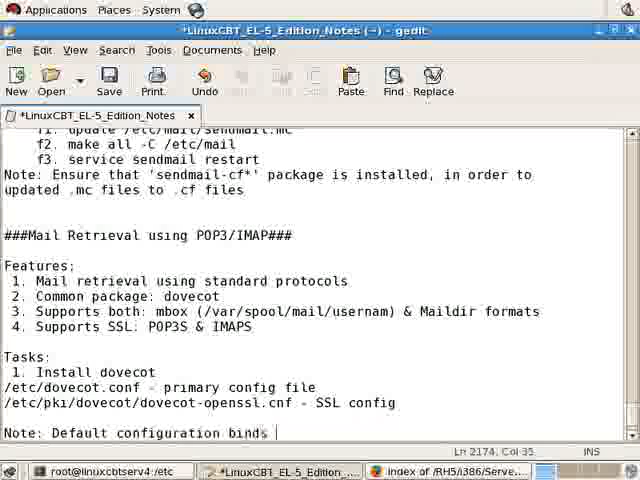 Applications Places System
*LinuxCBT_EL-5_Edition_Notes (~) - gedit
File Edit View Search Tools Documents Help
New Open Save Print. Undo Paste Find Replace
*LinuxCBT_EL-5_Edition_Notes ×
f1. update /etc/mail/sendmail.mc
f2. make all -C /etc/mail
f3. service sendmail restart
Note: Ensure that 'sendmail-cf*' package is installed, in order to
updated .mc files to .cf files
###Mail Retrieval using POP3/IMAP###
Features:
1. Mail retrieval using standard protocols
2. Common package: dovecot
3. Supports both: mbox (/var/spool/mail/usernam) & Maildir formats
4. Supports SSL: POP3S & IMAPS
Tasks:
1. Install dovecot
/etc/dovecot.conf - primary config file
/etc/pki/dovecot/dovecot-openssl.cnf - SSL config
Note: Default configuration binds
Ln 2174, Col 35 INS
root@linuxcbtserv4:/etc *LinuxCBT_EL-5_Edition_... Index of /RH5/i386/Serve...